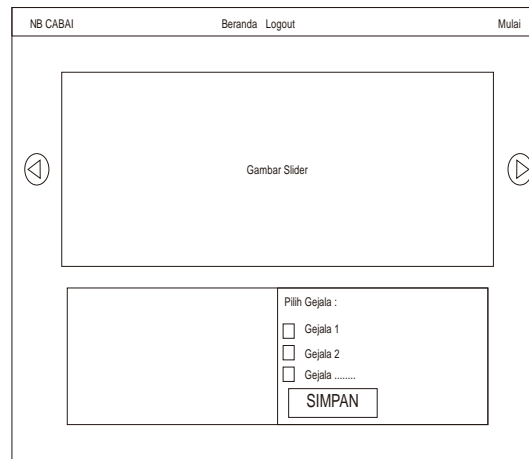 NB CABAI Beranda Logout Mulai
Gambar Slider
Pilih Gejala :
Gejala 1
Gejala 2
Gejala ........
SIMPAN